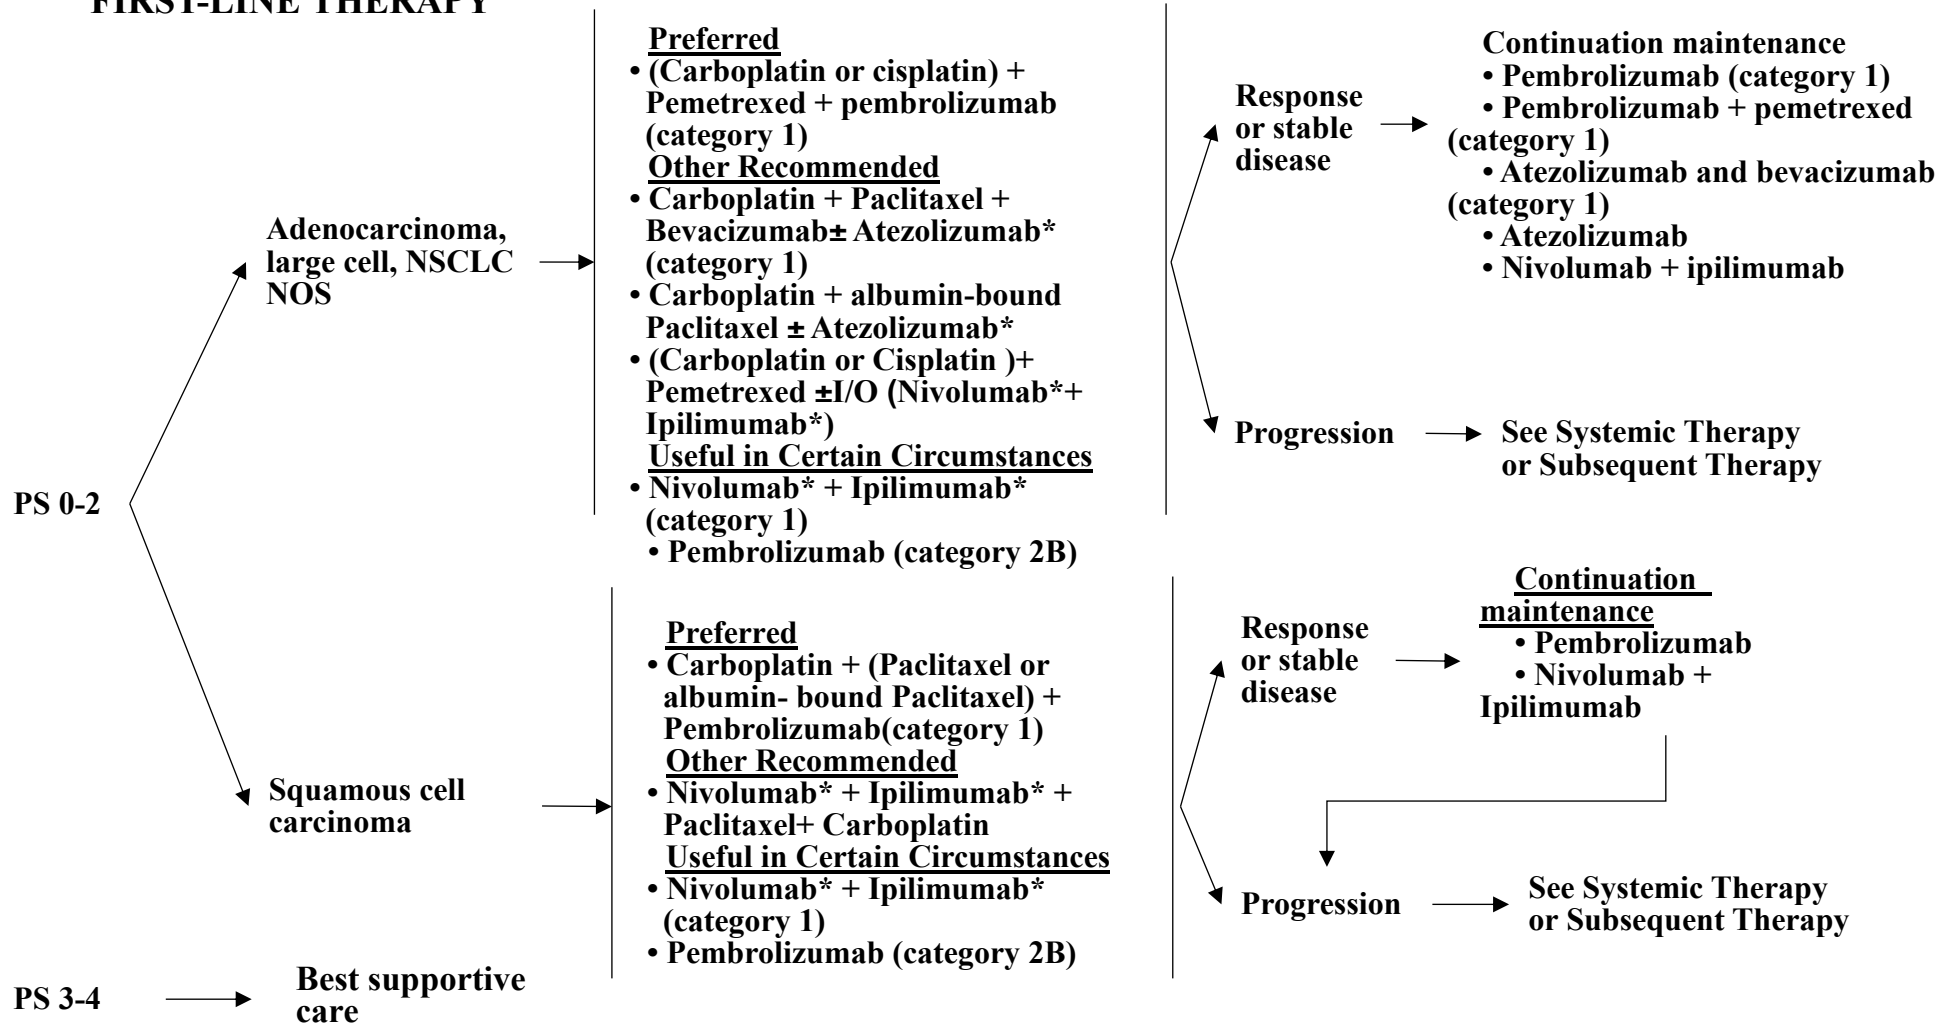 FIRST-LINE THERAPY
PS 0-2
Adenocarcinoma,
large cell, NSCLC
NOS
Preferred
• (Carboplatin or cisplatin) +
Pemetrexed + pembrolizumab
(category 1)
Other Recommended
• Carboplatin + Paclitaxel +
Bevacizumab± Atezolizumab*
(category 1)
• Carboplatin + albumin-bound
Paclitaxel ± Atezolizumab*
• (Carboplatin or Cisplatin )+
Pemetrexed ±I/O (Nivolumab*+
Ipilimumab*)
Useful in Certain Circumstances
• Nivolumab* + Ipilimumab*
(category 1)
• Pembrolizumab (category 2B)
Response
or stable
disease
Continuation maintenance
• Pembrolizumab (category 1)
• Pembrolizumab + pemetrexed
(category 1)
• Atezolizumab and bevacizumab
(category 1)
• Atezolizumab
• Nivolumab + ipilimumab
Progression
See Systemic Therapy
or Subsequent Therapy
Squamous cell
carcinoma
Preferred
• Carboplatin + (Paclitaxel or
albumin- bound Paclitaxel) +
Pembrolizumab(category 1)
Other Recommended
• Nivolumab* + Ipilimumab* +
Paclitaxel+ Carboplatin
Useful in Certain Circumstances
• Nivolumab* + Ipilimumab*
(category 1)
• Pembrolizumab (category 2B)
Response
or stable
disease
Continuation
maintenance
• Pembrolizumab
• Nivolumab +
Ipilimumab
Progression
See Systemic Therapy
or Subsequent Therapy
PS 3-4
Best supportive
care